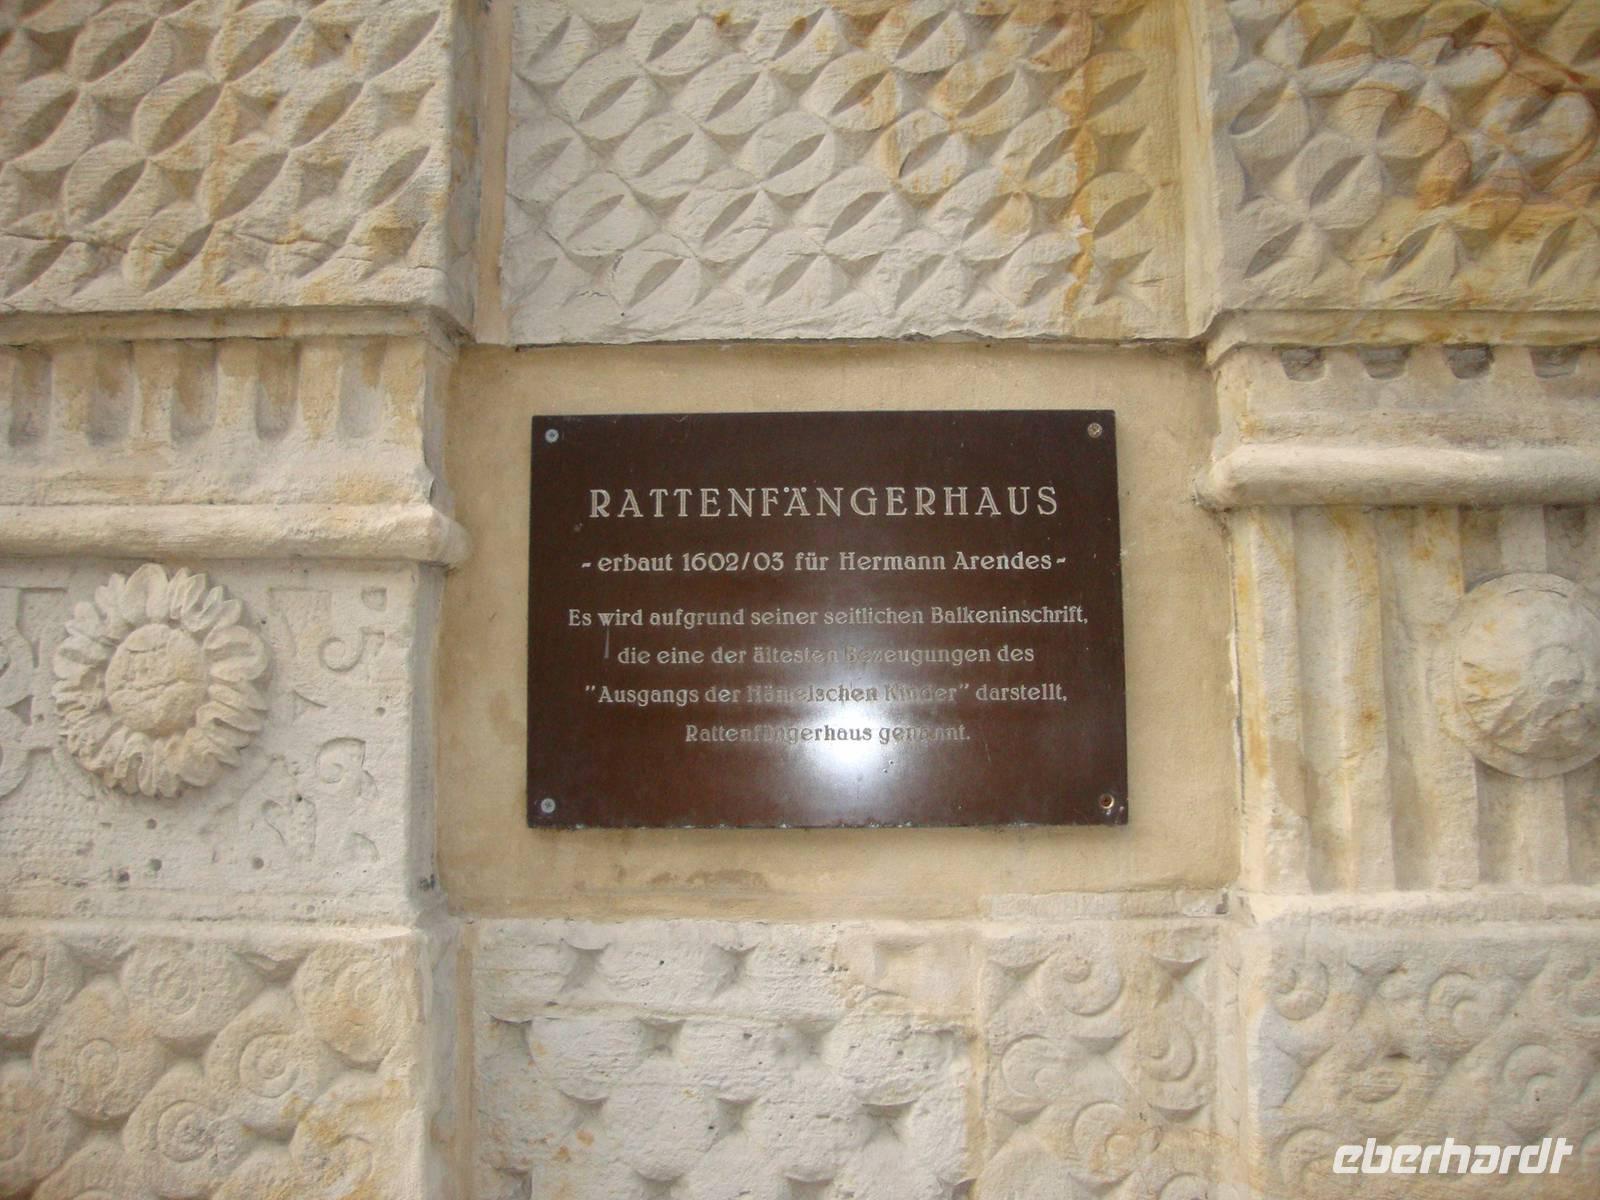 RATTENFÄNGERHAUS
- erbaut 1602/03 für Hermann Arendes -
Es wird aufgrund seiner seitlichen Balkeninschrift,
die eine der ältesten Bezeugungen des
"Ausgangs der Hämelschen Kinder" darstellt,
Rattenfängerhaus genannt.
eberhardt